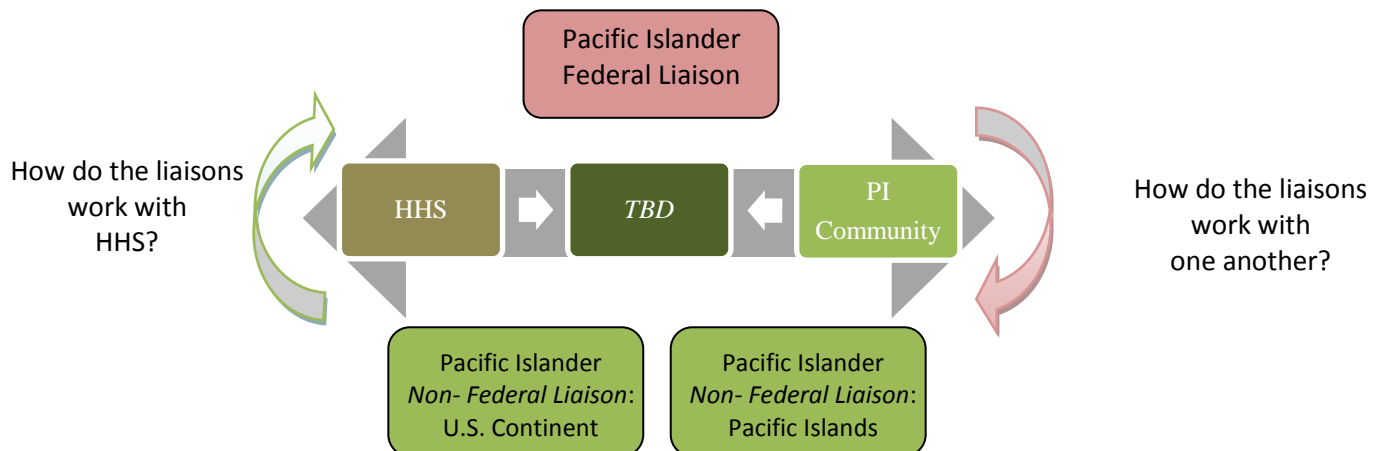 Pacific Islander
Federal Liaison
How do the liaisons
work with
HHS?
HHS
TBD
PI
Community
How do the liaisons
work with
one another?
Pacific Islander
Non- Federal Liaison:
U.S. Continent
Pacific Islander
Non- Federal Liaison:
Pacific Islands